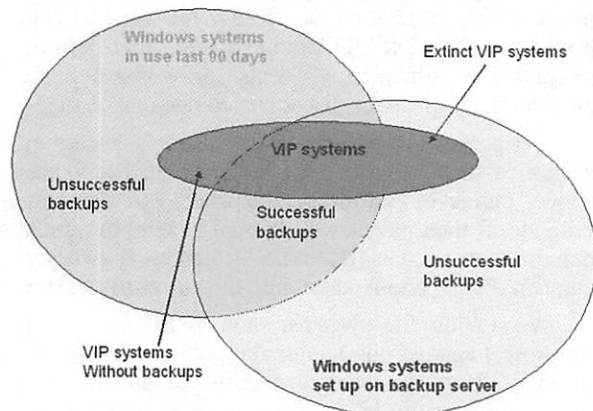 Windows systems
in use last 90 days
Extinct VIP systems
VIP systems
Unsuccessful
backups
Successful
backups
Unsuccessful
backups
VIP systems
Without backups
Windows systems
set up on backup server